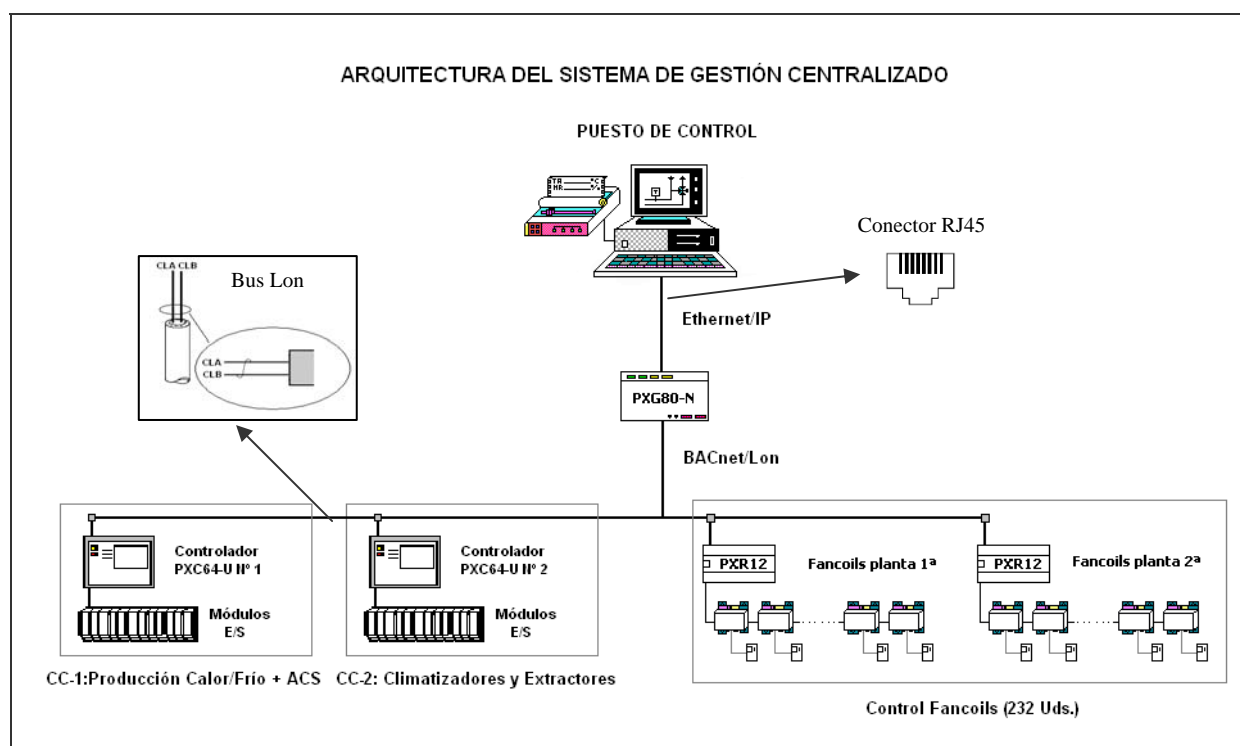 ARQUITECTURA DEL SISTEMA DE GESTIÓN CENTRALIZADO
PUESTO DE CONTROL
TA °C
HR °/.
T
Conector RJ45
CLA CLB
Bus Lon
CLA
CLB
Ethernet/IP
PXG80-N
BACnet/Lon
Controlador
PXC64-U Nº 1
Módulos
E/S
Controlador
PXC64-U Nº 2
Módulos
E/S
PXR12
Fancoils planta 1ª
PXR12
Fancoils planta 2ª
CC-1:Producción Calor/Frío + ACS
CC-2: Climatizadores y Extractores
Control Fancoils (232 Uds.)